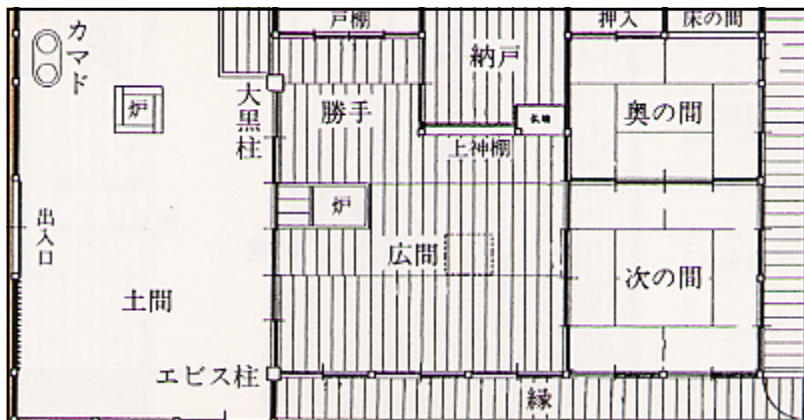 カマド
炉
大黒柱
出入口
土間
エビス柱
戸棚
勝手
納戸
上神棚
炉
広間
縁
押入
床の間
奥の間
次の間